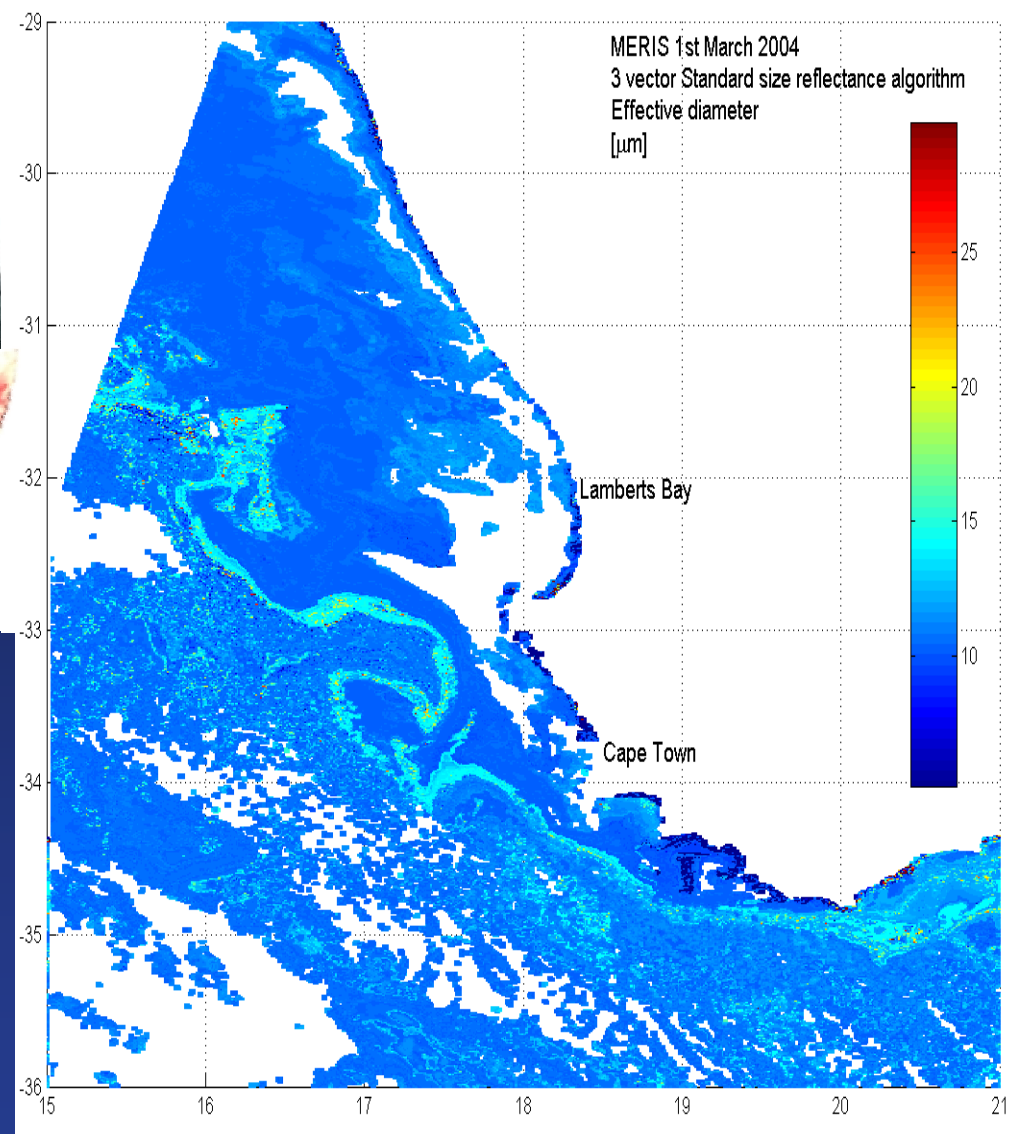 MERIS 1st March 2004
3 vector Standard size reflectance algorithm
Effective diameter
[μm]
-29
-30
-31
-32
-33
-34
-35
-36
25
20
15
10
Lamberts Bay
Cape Town
15 16 17 18 19 20 21